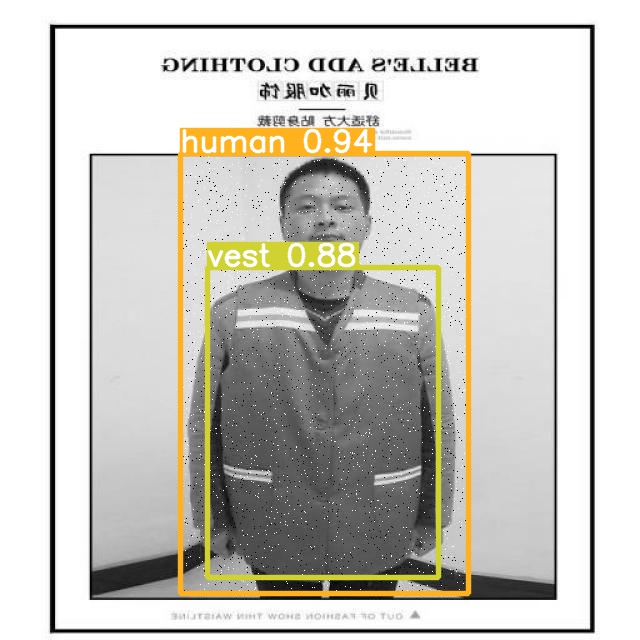 BELLE'S ADD CLOTHING
贝丽加服饰
舒适大方 贴身剪裁
human 0.94
vest 0.88
▲ OUT OF FASHION SHOW THIN WAISTLINE